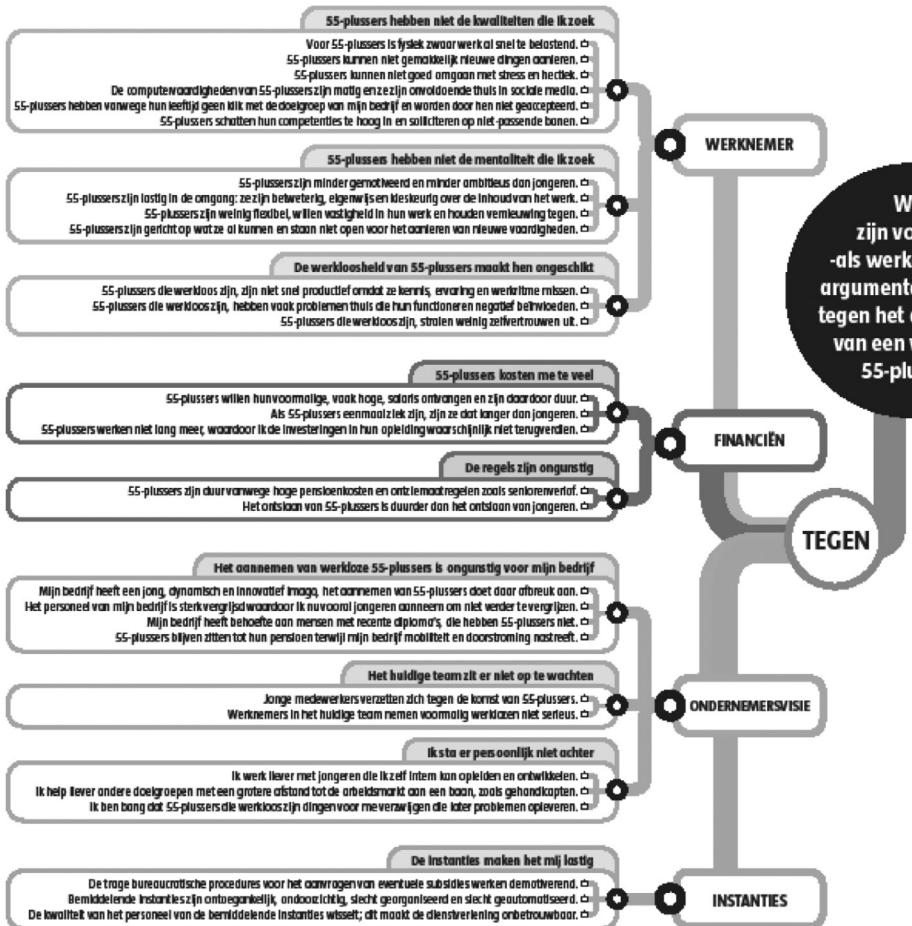 55-plussers hebben niet de kwaliteiten die ik zoek
Voor 55-plussers is fysiek zwaar werk al snel te belastend.
55-plussers kunnen niet gemakkelijk nieuwe dingen aanleren.
55-plussers kunnen niet goed omgaan met stress en hectiek.
De computervaardigheden van 55-plussers zijn matig en ze zijn onvoldoende thuis in sociale media.
55-plussers hebben vanwege hun leeftijd geen klik met de doelgroep van mijn bedrijf en worden door hen niet geaccepteerd.
55-plussers schatten hun competenties te hoog in en solliciteren op niet-passende banen.
WERKNEMER
55-plussers hebben niet de mentaliteit die ik zoek
55-plussers zijn minder gemotiveerd en minder ambitieus dan jongeren.
55-plussers zijn lastig in de omgang: ze zijn betweterig, eigenwijs en kieskeurig over de inhoud van het werk.
55-plussers zijn weinig flexibel, willen vastigheid in hun werk en houden vernieuwing tegen.
55-plussers zijn gericht op wat ze al kunnen en staan niet open voor het aanleren van nieuwe vaardigheden.
De werkloosheid van 55-plussers maakt hen ongeschikt
55-plussers die werkloos zijn, zijn niet snel productief omdat ze kennis, ervaring en werkritme missen.
55-plussers die werkloos zijn, hebben vaak problemen thuis die hun functioneren negatief beïnvloeden.
55-plussers die werkloos zijn, stralen weinig zelfvertrouwen uit.
W
zijn vo
-als werk
argument
tegen het
van een
55-plu
55-plussers kosten me te veel
55-plussers willen hun voormalige, vaak hoge, salaris ontvangen en zijn daardoor duur.
Als 55-plussers eenmaal ziek zijn, zijn ze dat langer dan jongeren.
55-plussers werken niet lang meer, waardoor ik de investeringen in hun opleiding waarschijnlijk niet terugverdien.
FINANCIËN
De regels zijn ongunstig
55-plussers zijn duur vanwege hoge pensioenkosten en ontziemaatregelen zoals seniorenverlof.
Het ontslaan van 55-plussers is duurder dan het ontslaan van jongeren.
TEGEN
Het aannemen van werkloze 55-plussers is ongunstig voor mijn bedrijf
Mijn bedrijf heeft een jong, dynamisch en innovatief imago, het aannemen van 55-plussers doet daar afbreuk aan.
Het personeel van mijn bedrijf is sterk vergrijsd waardoor ik nu vooral jongeren aanneem om niet verder te vergrijzen.
Mijn bedrijf heeft behoefte aan mensen met recente diploma's, die hebben 55-plussers niet.
55-plussers blijven zitten tot hun pensioen terwijl mijn bedrijf mobiliteit en doorstroming nastreeft.
Het huidige team zit er niet op te wachten
Jonge medewerkers verzetten zich tegen de komst van 55-plussers.
Werknemers in het huidige team nemen voormalig werklozen niet serieus.
ONDERNEMERSVISIE
Ik sta er persoonlijk niet achter
Ik werk liever met jongeren die ik zelf intern kan opleiden en ontwikkelen.
Ik help liever andere doelgroepen met een grotere afstand tot de arbeidsmarkt aan een baan, zoals gehandicapten.
Ik ben bang dat 55-plussers die werkloos zijn dingen voor me verzwijgen die later problemen opleveren.
De instanties maken het mij lastig
De trage bureaucratische procedures voor het aanvragen van eventuele subsidies werken demotiverend.
Bemiddelende instanties zijn ontoegankelijk, ondoorzichtig, slecht georganiseerd en slecht geautomatiseerd.
De kwaliteit van het personeel van de bemiddelende instanties wisselt; dit maakt de dienstverlening onbetrouwbaar.
INSTANTIES